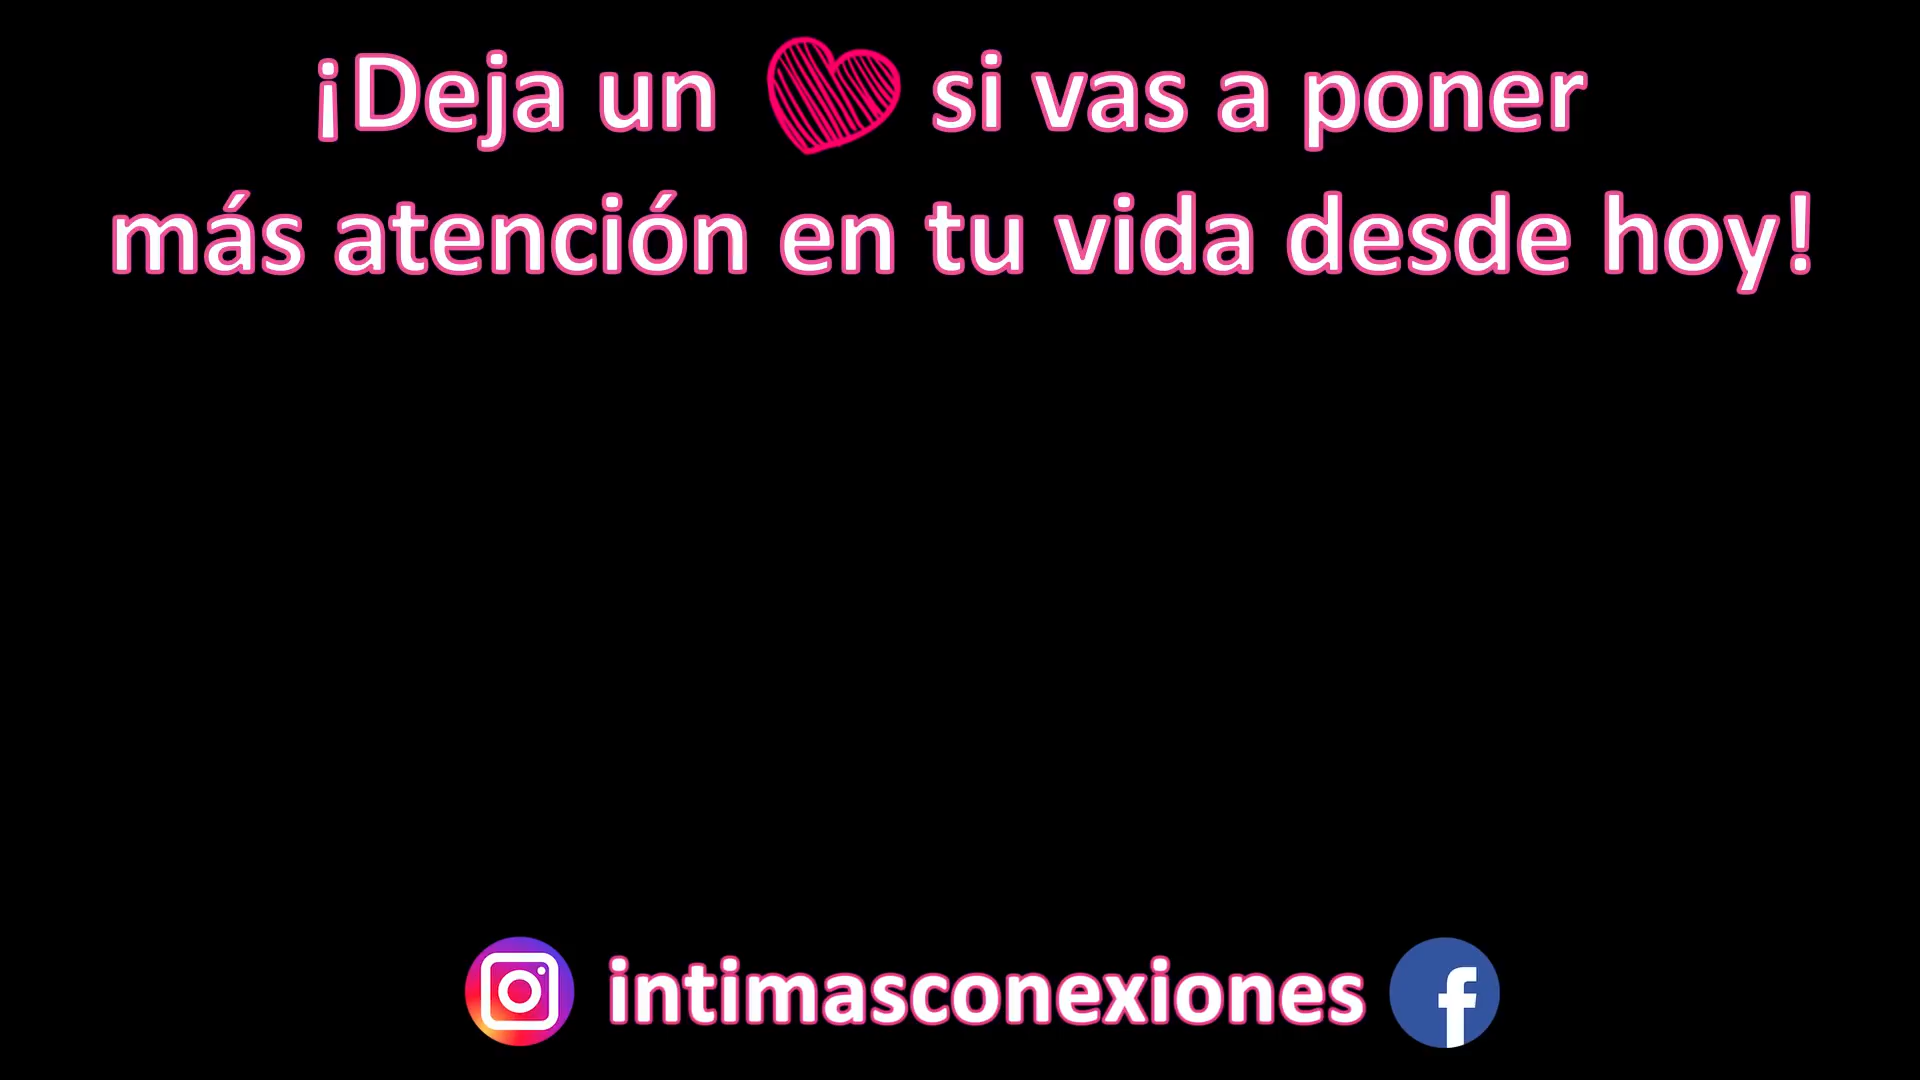 ¡Deja un si vas a poner
más atención en tu vida desde hoy!
intimasconexiones